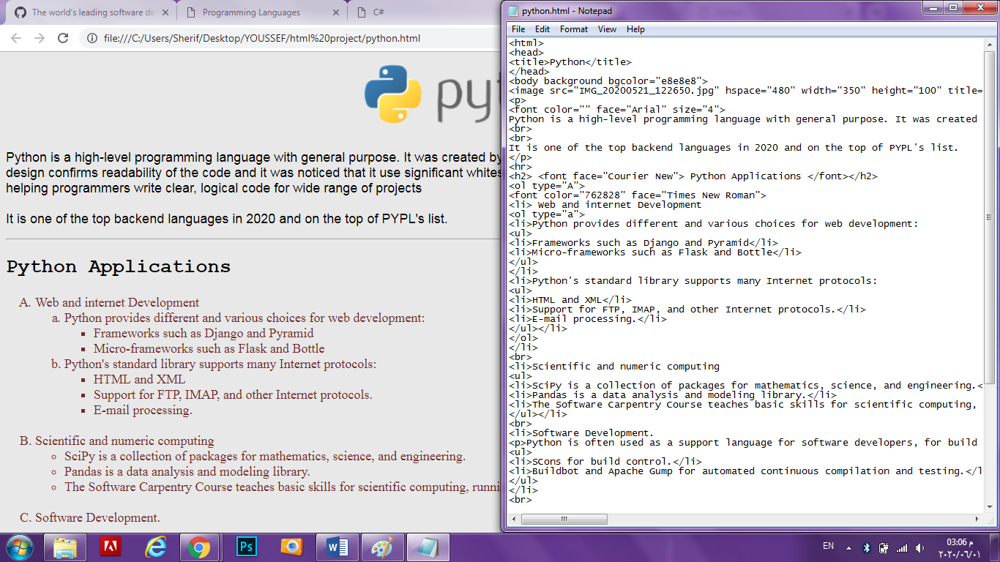 The world's leading software de
Programming Languages
C#
file:///C:/Users/Sherif/Desktop/YOUSSEF/html%20project/python.html
pyt
Python is a high-level programming language with general purpose. It was created by
design confirms readability of the code and it was noticed that it use significant whites
helping programmers write clear, logical code for wide range of projects
It is one of the top backend languages in 2020 and on the top of PYPL's list.
Python Applications
A. Web and internet Development
a. Python provides different and various choices for web development:
Frameworks such as Django and Pyramid
Micro-frameworks such as Flask and Bottle
b. Python's standard library supports many Internet protocols:
HTML and XML
Support for FTP, IMAP, and other Internet protocols.
E-mail processing.
B. Scientific and numeric computing
SciPy is a collection of packages for mathematics, science, and engineering.
Pandas is a data analysis and modeling library.
The Software Carpentry Course teaches basic skills for scientific computing, runni
C. Software Development.
python.html - Notepad
File Edit Format View Help
<html>
<head>
<title>Python</title>
</head>
<body background bgcolor="e8e8e8">
<image src="IMG_20200521_122650.jpg" hspace="480" width="350" height="100" title=
<p>
<font color="" face="Arial" size="4">
Python is a high-level programming language with general purpose. It was created
<br>
<br>
It is one of the top backend languages in 2020 and on the top of PYPL's list.
</p>
<hr>
<h2> <font face="Courier New"> Python Applications </font></h2>
<ol type="A">
<font color="762828" face="Times New Roman">
<li> Web and internet Development
<ol type="a">
<li>Python provides different and various choices for web development:
<ul>
<li>Frameworks such as Django and Pyramid</li>
<li>Micro-frameworks such as Flask and Bottle</li>
</ul>
</li>
<li>Python's standard library supports many Internet protocols:
<ul>
<li>HTML and XML</li>
<li>Support for FTP, IMAP, and other Internet protocols.</li>
<li>E-mail processing.</li>
</ul></li>
</ol>
</li>
<br>
<li>Scientific and numeric computing
<ul>
<li>SciPy is a collection of packages for mathematics, science, and engineering.<
<li>Pandas is a data analysis and modeling library.</li>
<li>The Software Carpentry Course teaches basic skills for scientific computing,
</ul></li>
<br>
<li>Software Development.
<p>Python is often used as a support language for software developers, for build
<ul>
<li>SCons for build control.</li>
<li>Buildbot and Apache Gump for automated continuous compilation and testing.</l
</ul>
</li>
<br>
Ps
W
EN
03:06 م
٢٠٢٠/٠٦/٠١